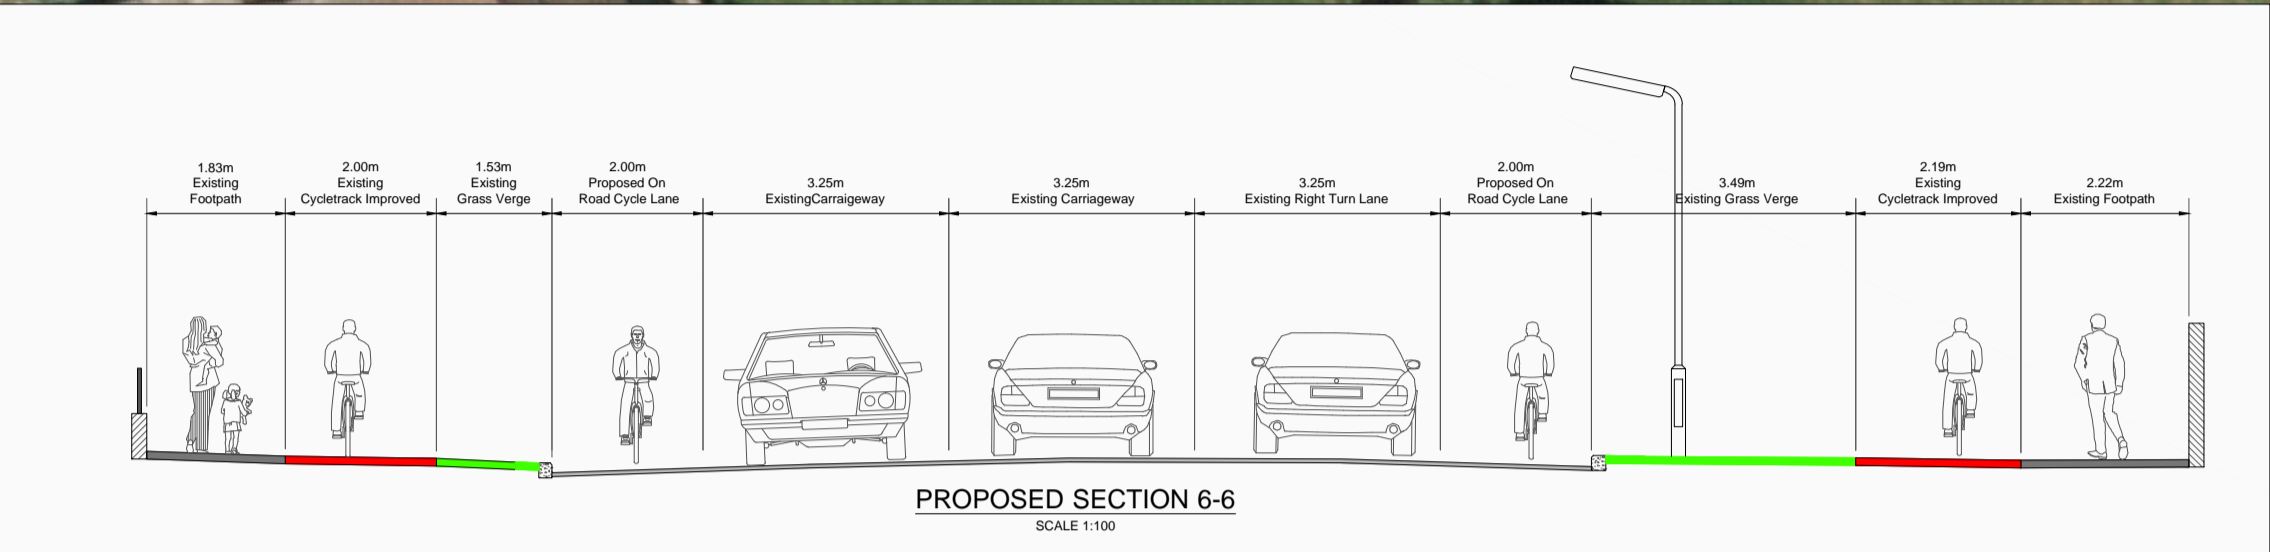 1.83m
Existing
Footpath
2.00m
Existing
Cycletrack Improved
1.53m
Existing
Grass Verge
2.00m
Proposed On
Road Cycle Lane
3.25m
ExistingCarraigeway
3.25m
Existing Carriageway
3.25m
Existing Right Turn Lane
2.00m
Proposed On
Road Cycle Lane
3.49m
Existing Grass Verge
2.19m
Existing
Cycletrack Improved
2.22m
Existing Footpath
PROPOSED SECTION 6-6
SCALE 1:100